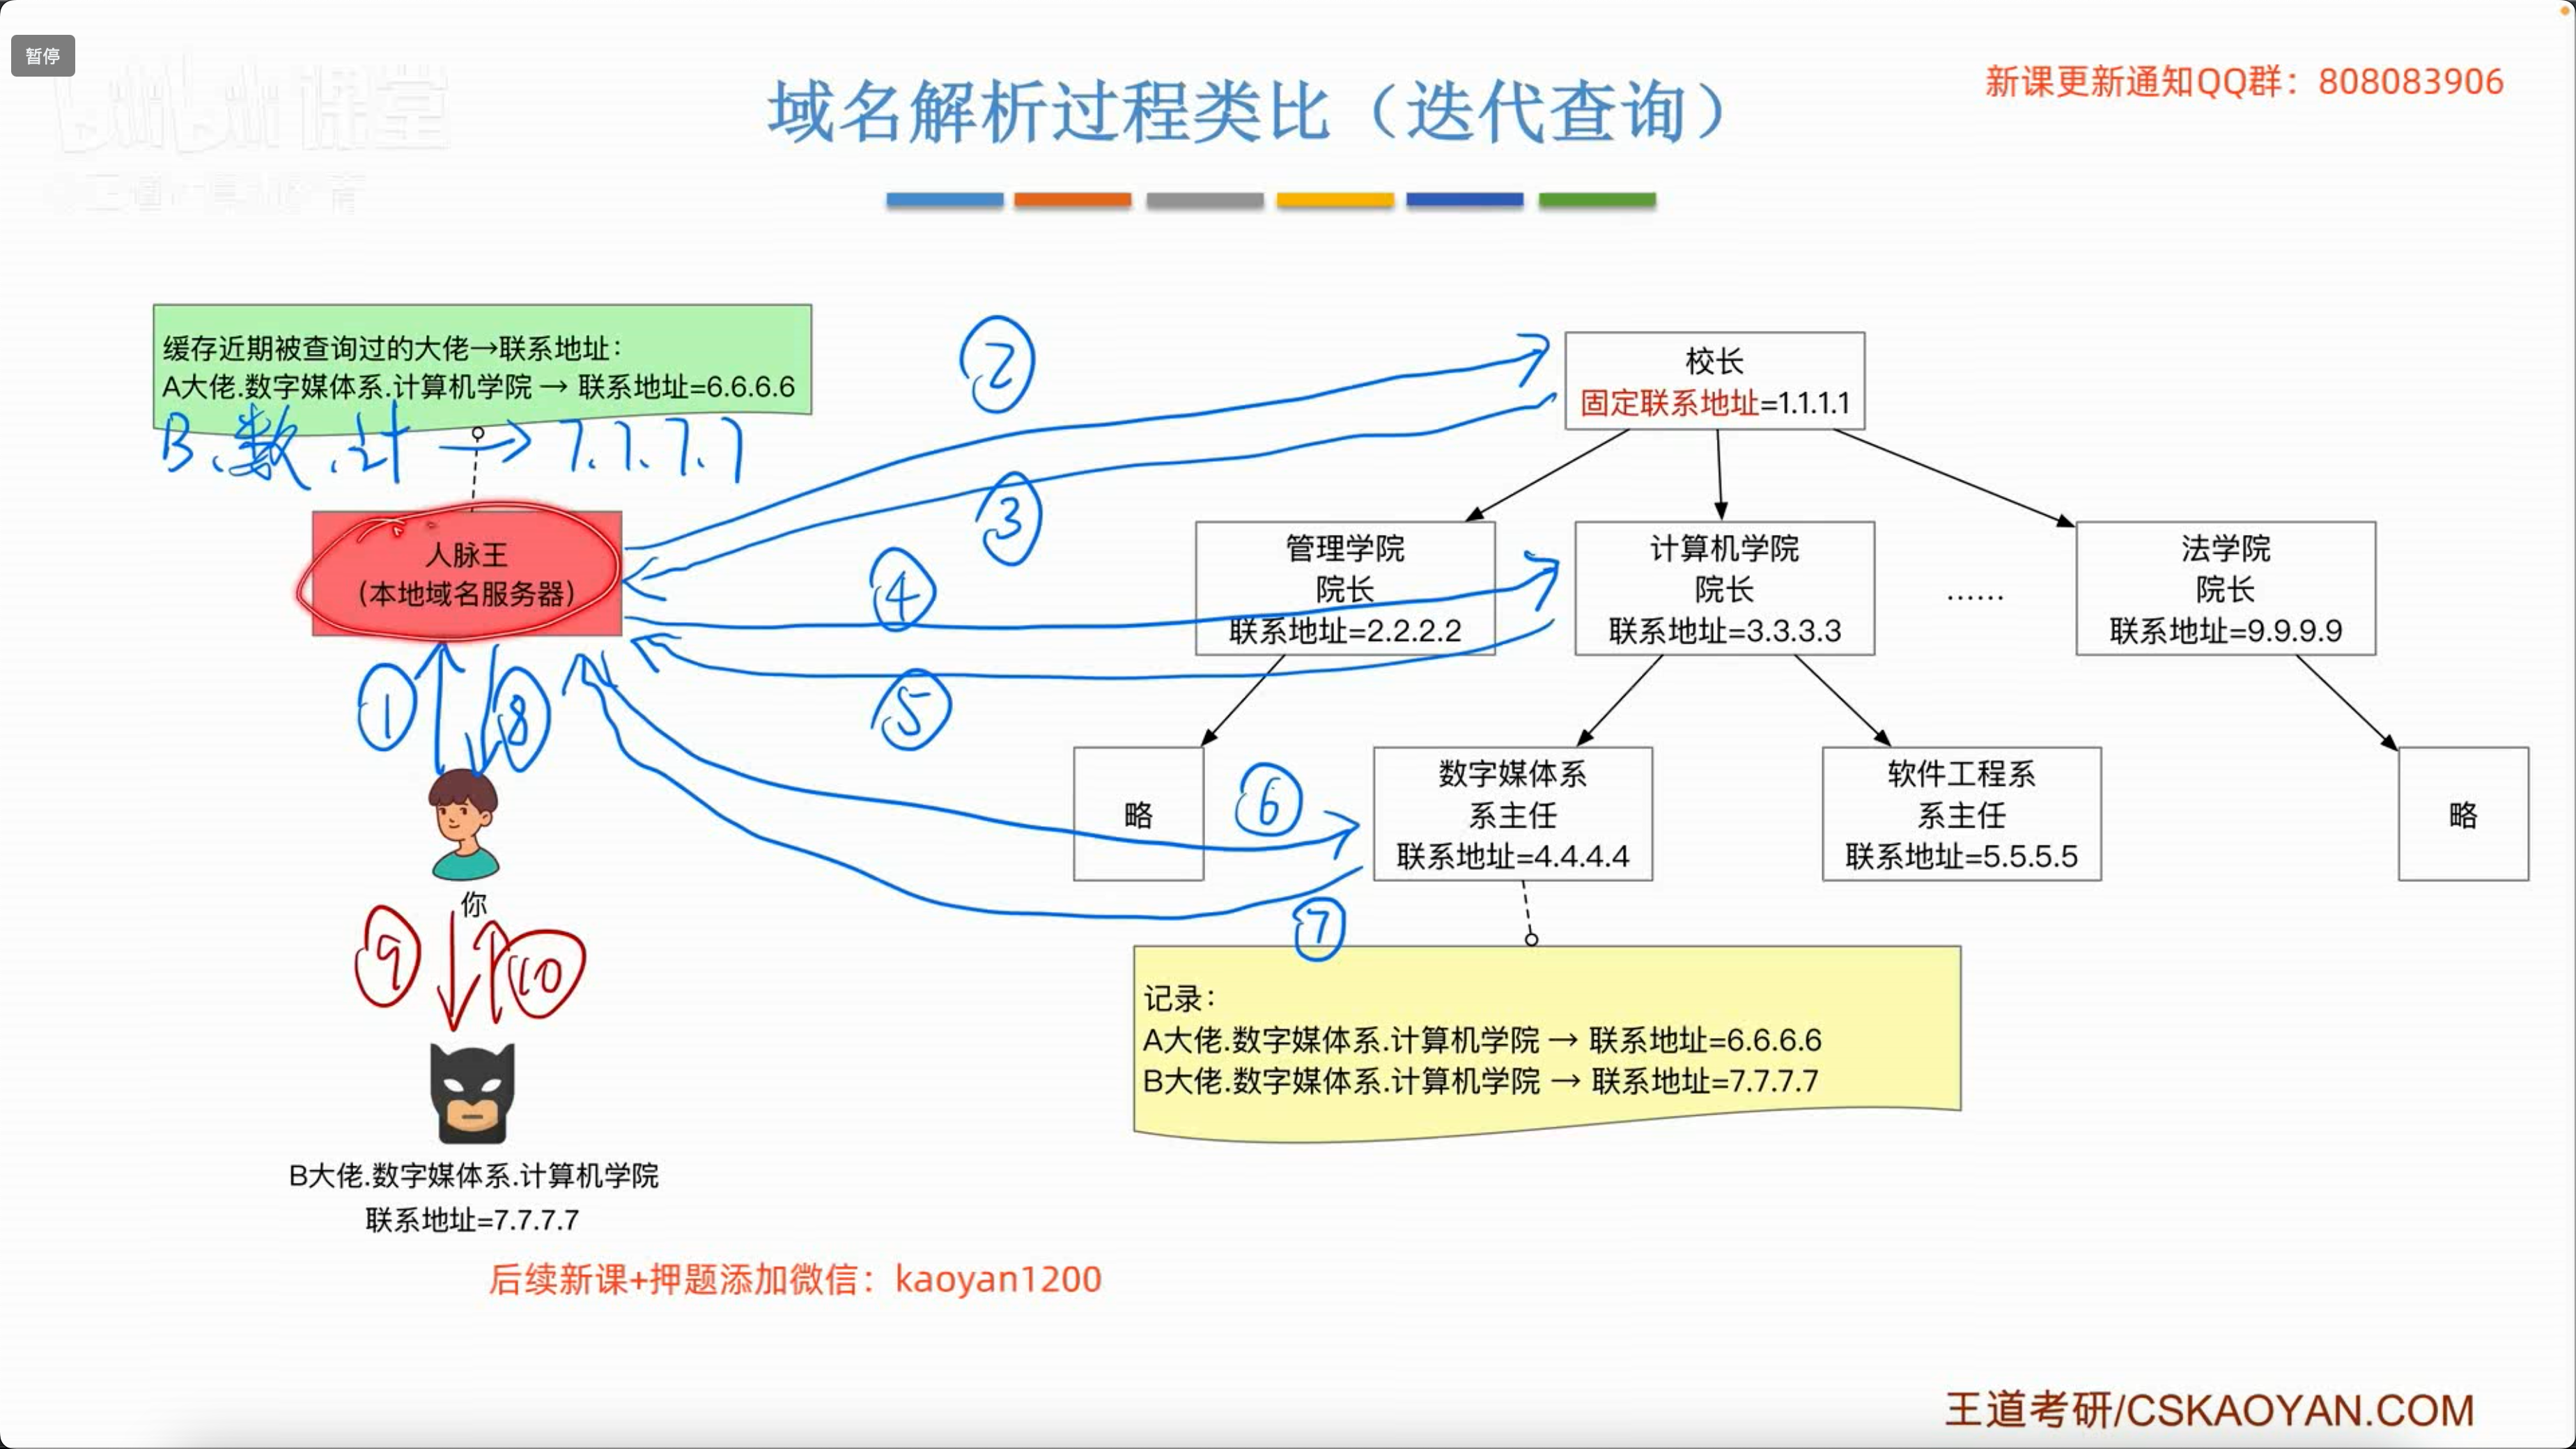 暂停
bilibili课堂
域名解析过程类比（迭代查询）
新课更新通知QQ群：808083906
缓存近期被查询过的大佬→联系地址：
A大佬.数字媒体系.计算机学院 → 联系地址=6.6.6.6
B.数.计 → 7.7.7.7
人脉王
（本地域名服务器）
①
⑧
②
③
④
⑤
⑥
⑦
校长
固定联系地址=1.1.1.1
管理学院
院长
联系地址=2.2.2.2
计算机学院
院长
联系地址=3.3.3.3
……
法学院
院长
联系地址=9.9.9.9
略
数字媒体系
系主任
联系地址=4.4.4.4
软件工程系
系主任
联系地址=5.5.5.5
略
你
⑨
⑩
记录：
A大佬.数字媒体系.计算机学院 → 联系地址=6.6.6.6
B大佬.数字媒体系.计算机学院 → 联系地址=7.7.7.7
B大佬.数字媒体系.计算机学院
联系地址=7.7.7.7
后续新课+押题添加微信：kaoyan1200
王道考研/CSKAOYAN.COM